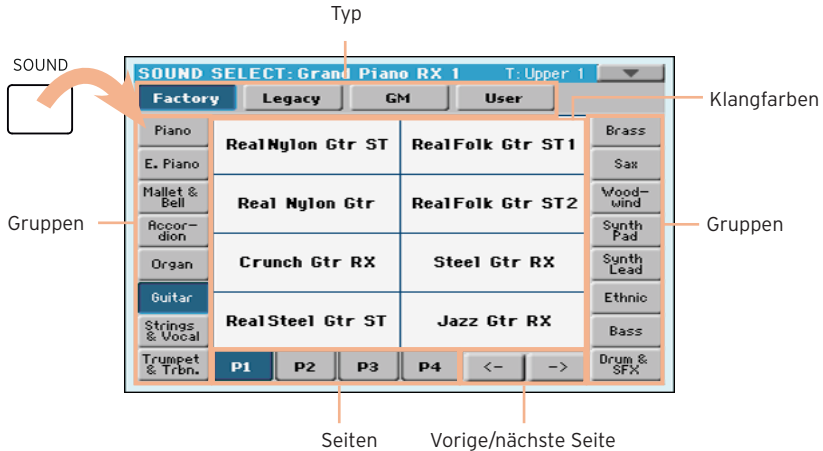 Typ
SOUND
SOUND SELECT: Grand Piano RX 1 T: Upper 1
Factory Legacy GM User
Klangfarben
Piano
E. Piano
Mallet & Bell
Accor-
dion
Organ
Guitar
Strings & Vocal
Trumpet & Trbn.
Gruppen
RealNylon Gtr ST RealFolk Gtr ST1
Real Nylon Gtr RealFolk Gtr ST2
Crunch Gtr RX Steel Gtr RX
RealSteel Gtr ST Jazz Gtr RX
Brass
Sax
Wood-
wind
Synth Pad
Synth Lead
Ethnic
Bass
Drum & SFX
Gruppen
P1 P2 P3 P4 <- ->
Seiten Vorige/nächste Seite